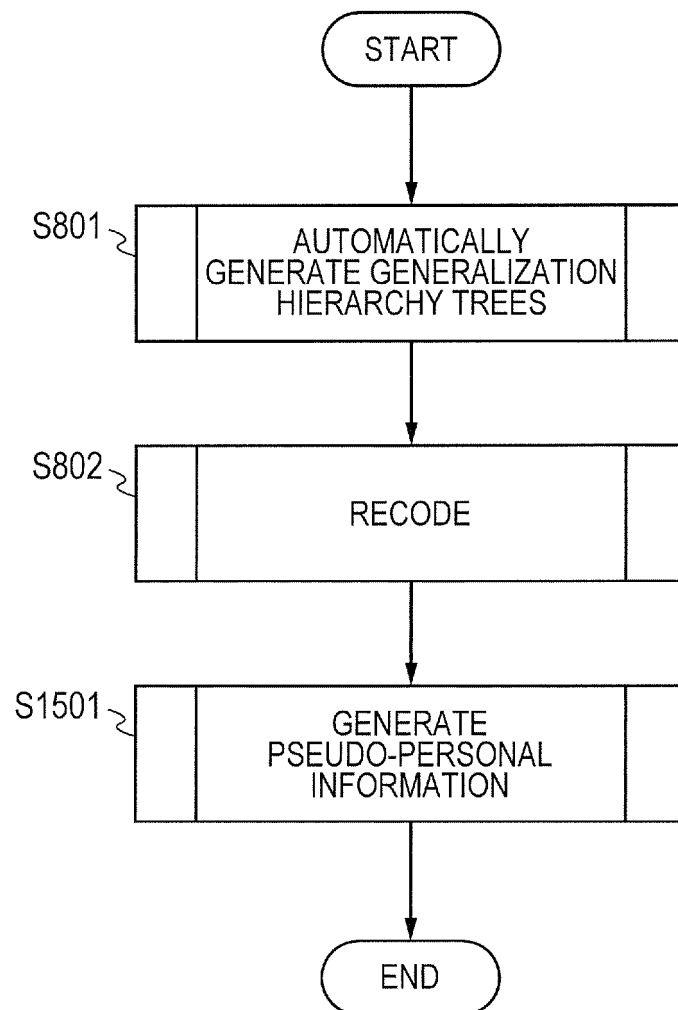 START
S801
AUTOMATICALLY
GENERATE GENERALIZATION
HIERARCHY TREES
S802
RECODE
S1501
GENERATE
PSEUDO-PERSONAL
INFORMATION
END